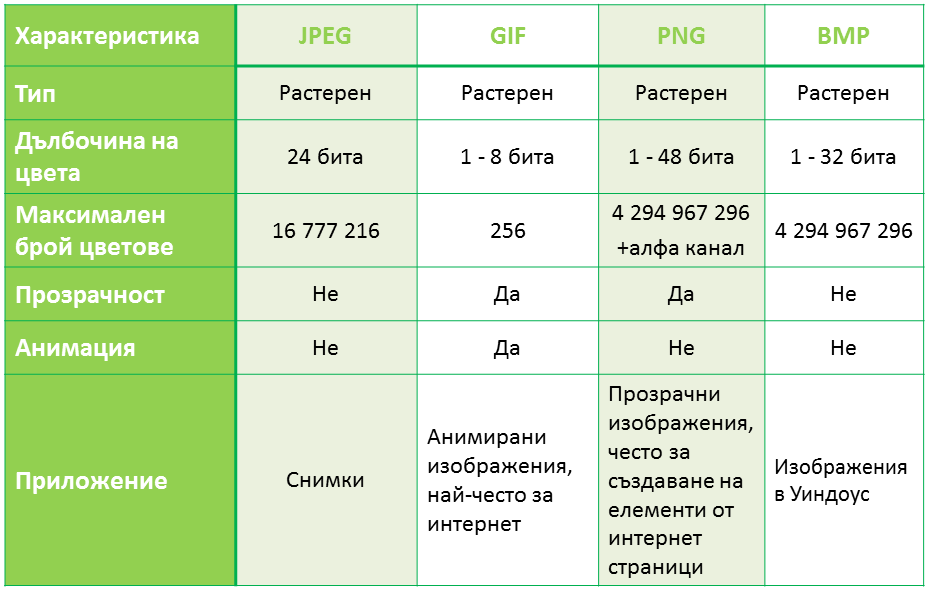 Характеристика JPEG GIF PNG BMP
Тип Растерен Растерен Растерен Растерен
Дълбочина на
цвета
24 бита 1 - 8 бита 1 - 48 бита 1 - 32 бита
Максимален
брой цветове
16 777 216 256
4 294 967 296
+алфа канал
4 294 967 296
Прозрачност Не Да Да Не
Анимация Не Да Не Не
Приложение
Снимки
Анимирани
изображения,
най-често за
интернет
Прозрачни
изображения,
често за
създаване на
елементи от
интернет
страници
Изображения
в Уиндоус